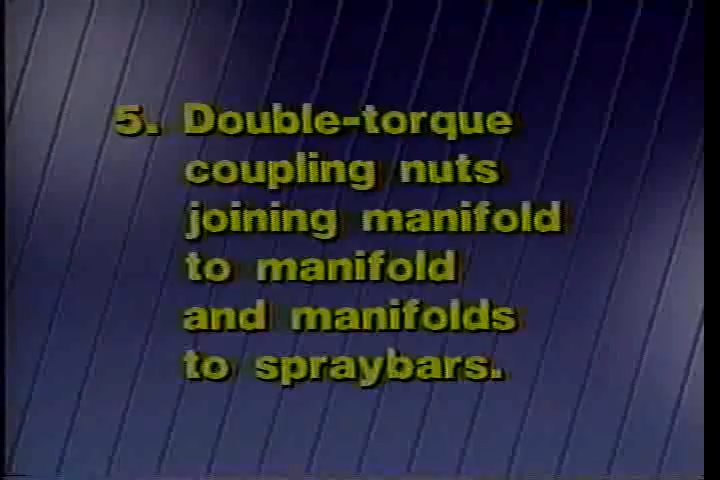 5. Double-torque
coupling nuts
joining manifold
to manifold
and manifolds
to spraybars.